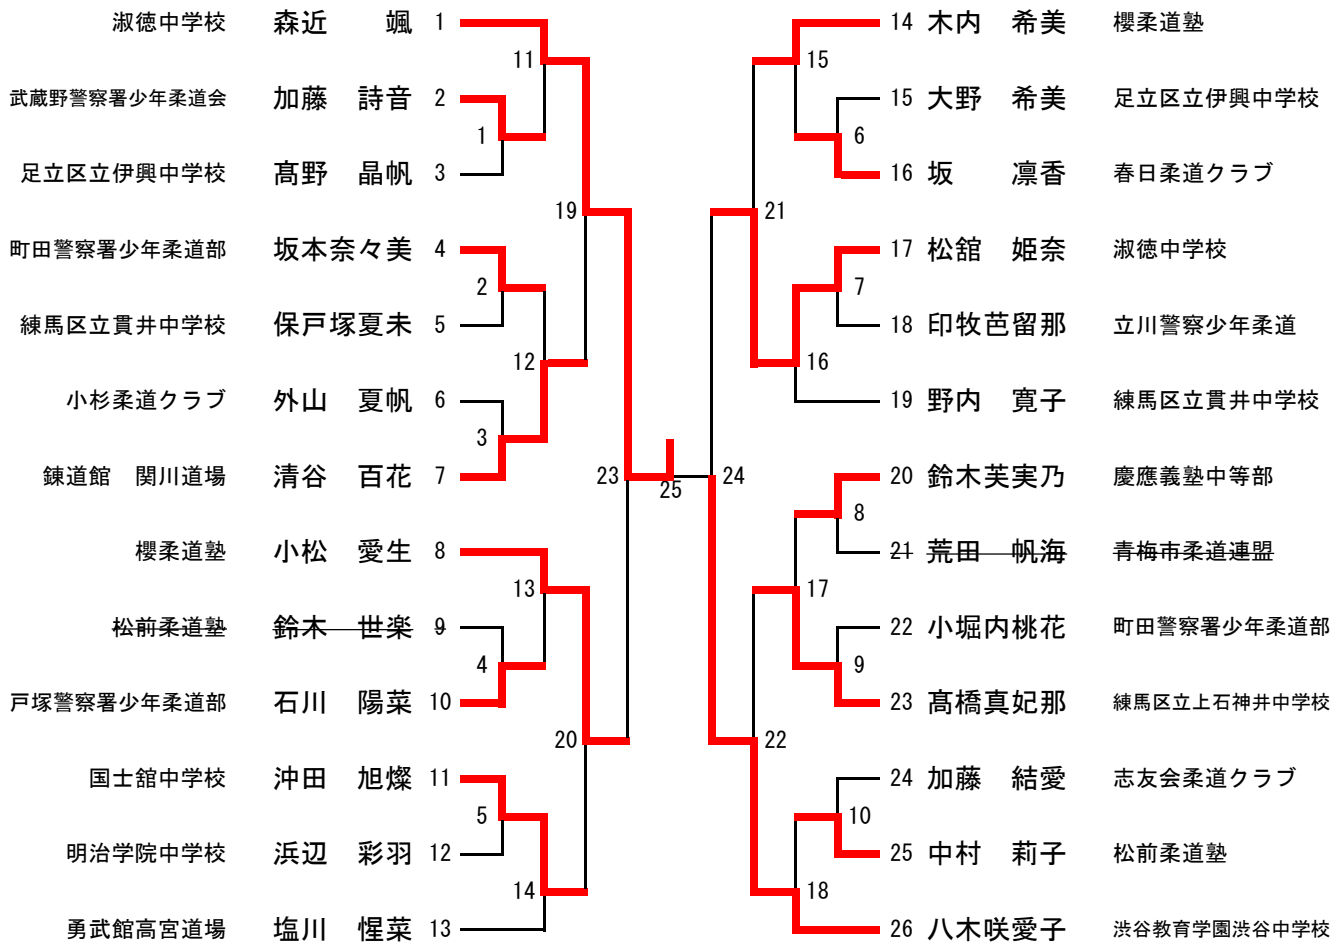 淑徳中学校 森近 颯 1
武蔵野警察署少年柔道会 加藤 詩音 2
足立区立伊興中学校 髙野 晶帆 3
町田警察署少年柔道部 坂本奈々美 4
練馬区立貫井中学校 保戸塚夏未 5
小杉柔道クラブ 外山 夏帆 6
錬道館 関川道場 清谷 百花 7
櫻柔道塾 小松 愛生 8
松前柔道塾 鈴木 世楽 9
戸塚警察署少年柔道部 石川 陽菜 10
国士舘中学校 沖田 旭燦 11
明治学院中学校 浜辺 彩羽 12
勇武館高宮道場 塩川 惺菜 13
11
1
19
2
12
3
23
13
4
20
5
14
25
14 木内 希美 櫻柔道塾
15 大野 希美 足立区立伊興中学校
16 坂 凛香 春日柔道クラブ
17 松舘 姫奈 淑徳中学校
18 印牧芭留那 立川警察少年柔道
19 野内 寛子 練馬区立貫井中学校
20 鈴木芙実乃 慶應義塾中等部
21 荒田 帆海 青梅市柔道連盟
22 小堀内桃花 町田警察署少年柔道部
23 髙橋真妃那 練馬区立上石神井中学校
24 加藤 結愛 志友会柔道クラブ
25 中村 莉子 松前柔道塾
26 八木咲愛子 渋谷教育学園渋谷中学校
15
6
21
7
16
24
8
17
9
22
10
18